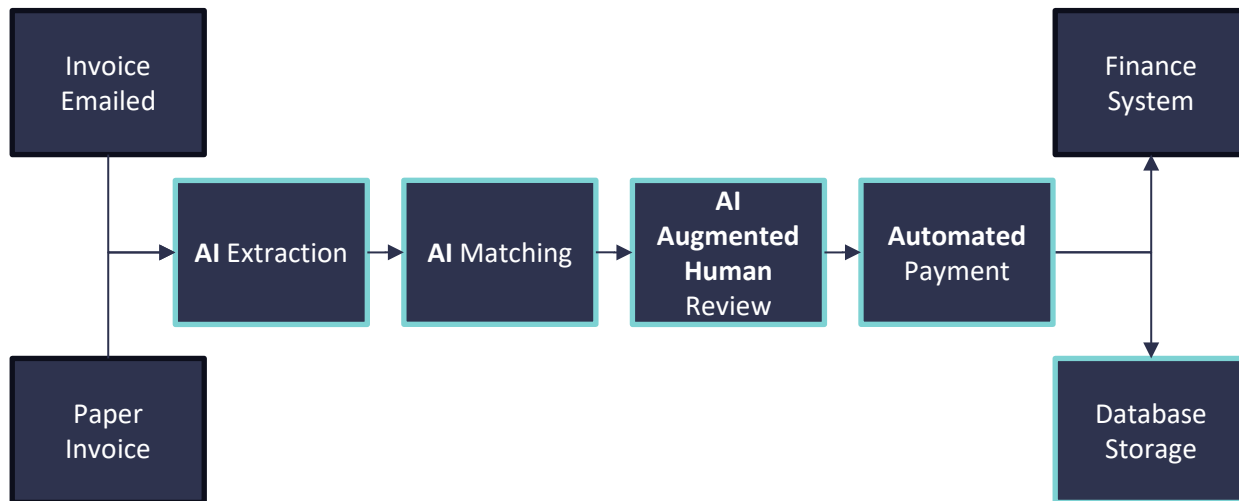 Invoice
Emailed
Finance
System
AI Extraction
AI Matching
AI
Augmented
Human
Review
Automated
Payment
Paper
Invoice
Database
Storage